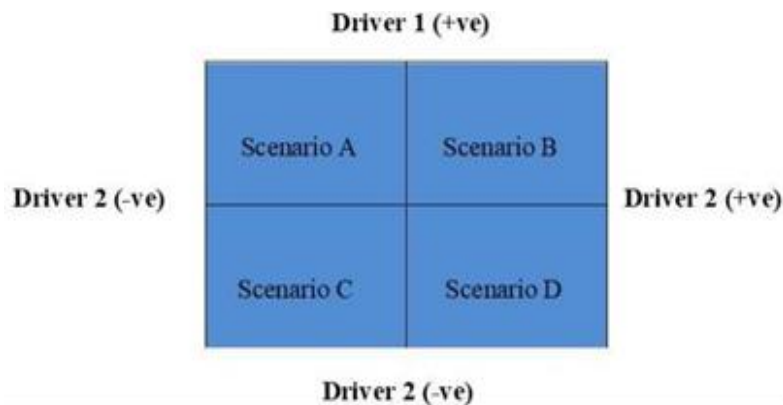 Driver 1 (+ve)
Scenario A
Scenario B
Driver 2 (-ve)
Driver 2 (+ve)
Scenario C
Scenario D
Driver 2 (-ve)